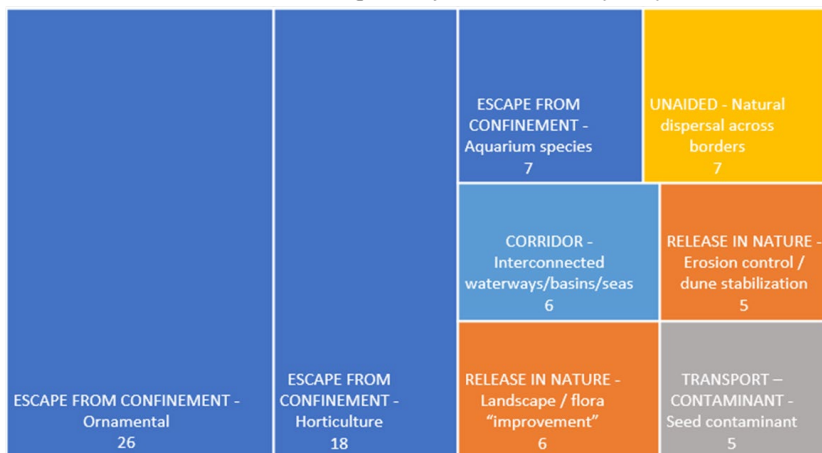 ESCAPE FROM CONFINEMENT -
Ornamental
26
ESCAPE FROM
CONFINEMENT -
Horticulture
18
ESCAPE FROM
CONFINEMENT -
Aquarium species
7
UNAIDED - Natural
dispersal across
borders
7
CORRIDOR -
Interconnected
waterways/basins/seas
6
RELEASE IN NATURE -
Erosion control /
dune stabilization
5
RELEASE IN NATURE -
Landscape / flora
“improvement”
6
TRANSPORT –
CONTAMINANT -
Seed contaminant
5